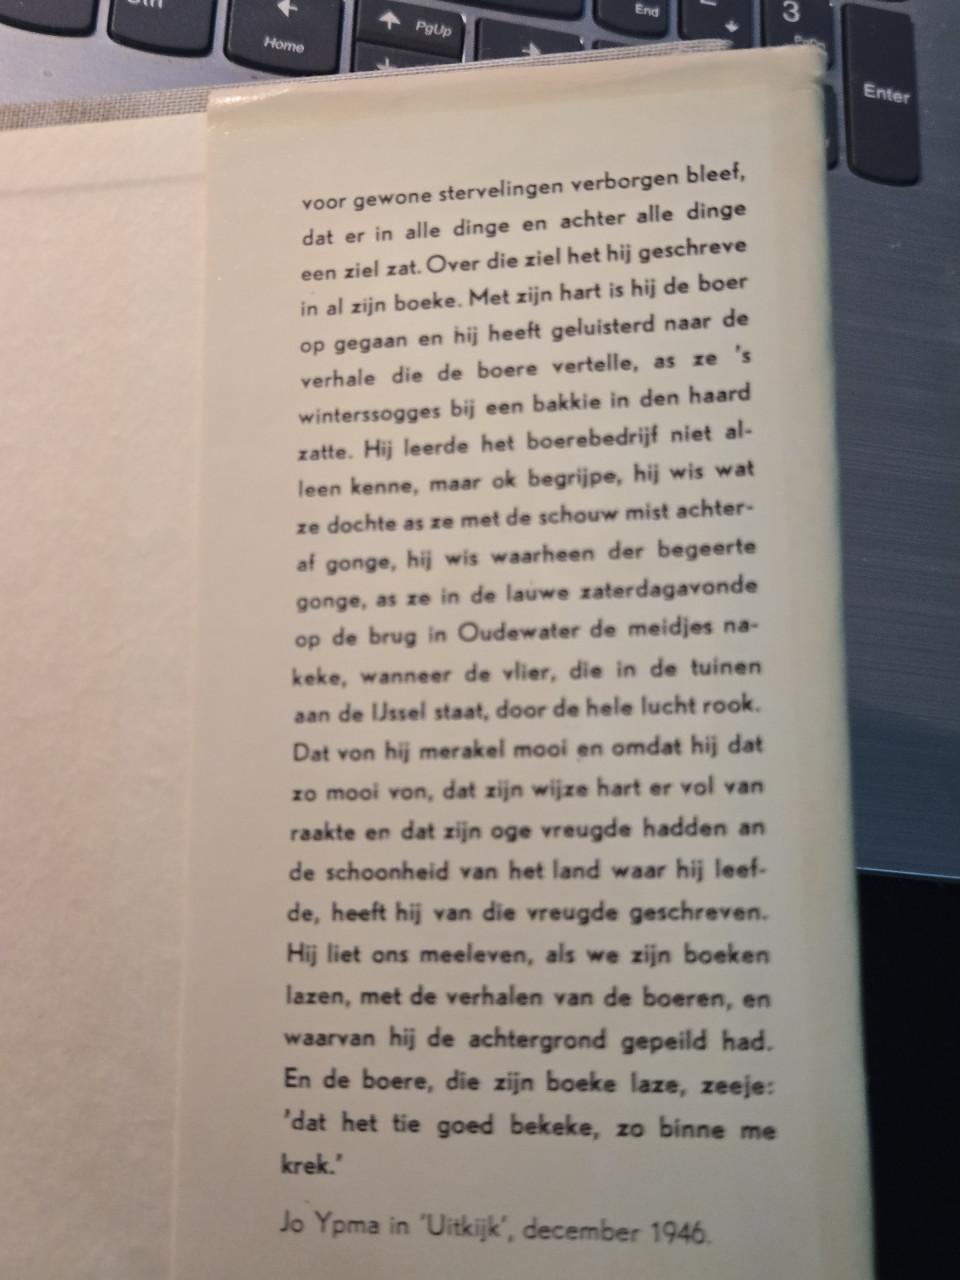 Home
PgUp
End
3
Enter
voor gewone stervelingen verborgen bleef,
dat er in alle dinge en achter alle dinge
een ziel zat. Over die ziel het hij geschreve
in al zijn boeke. Met zijn hart is hij de boer
op gegaan en hij heeft geluisterd naar de
verhale die de boere vertelle, as ze 's
winterssogges bij een bakkie in den haard
zatte. Hij leerde het boerebedrijf niet al-
leen kenne, maar ok begrijpe, hij wis wat
ze dochte as ze met de schouw mist achter-
af gonge, hij wis waarheen der begeerte
gonge, as ze in de lauwe zaterdagavonde
op de brug in Oudewater de meidjes na-
keke, wanneer de vlier, die in de tuinen
aan de IJssel staat, door de hele lucht rook.
Dat von hij merakel mooi en omdat hij dat
zo mooi von, dat zijn wijze hart er vol van
raakte en dat zijn oge vreugde hadden an
de schoonheid van het land waar hij leef-
de, heeft hij van die vreugde geschreven.
Hij liet ons meeleven, als we zijn boeken
lazen, met de verhalen van de boeren, en
waarvan hij de achtergrond gepeild had.
En de boere, die zijn boeke laze, zeeje:
'dat het tie goed bekeke, zo binne me
krek.'
Jo Ypma in 'Uitkijk', december 1946.